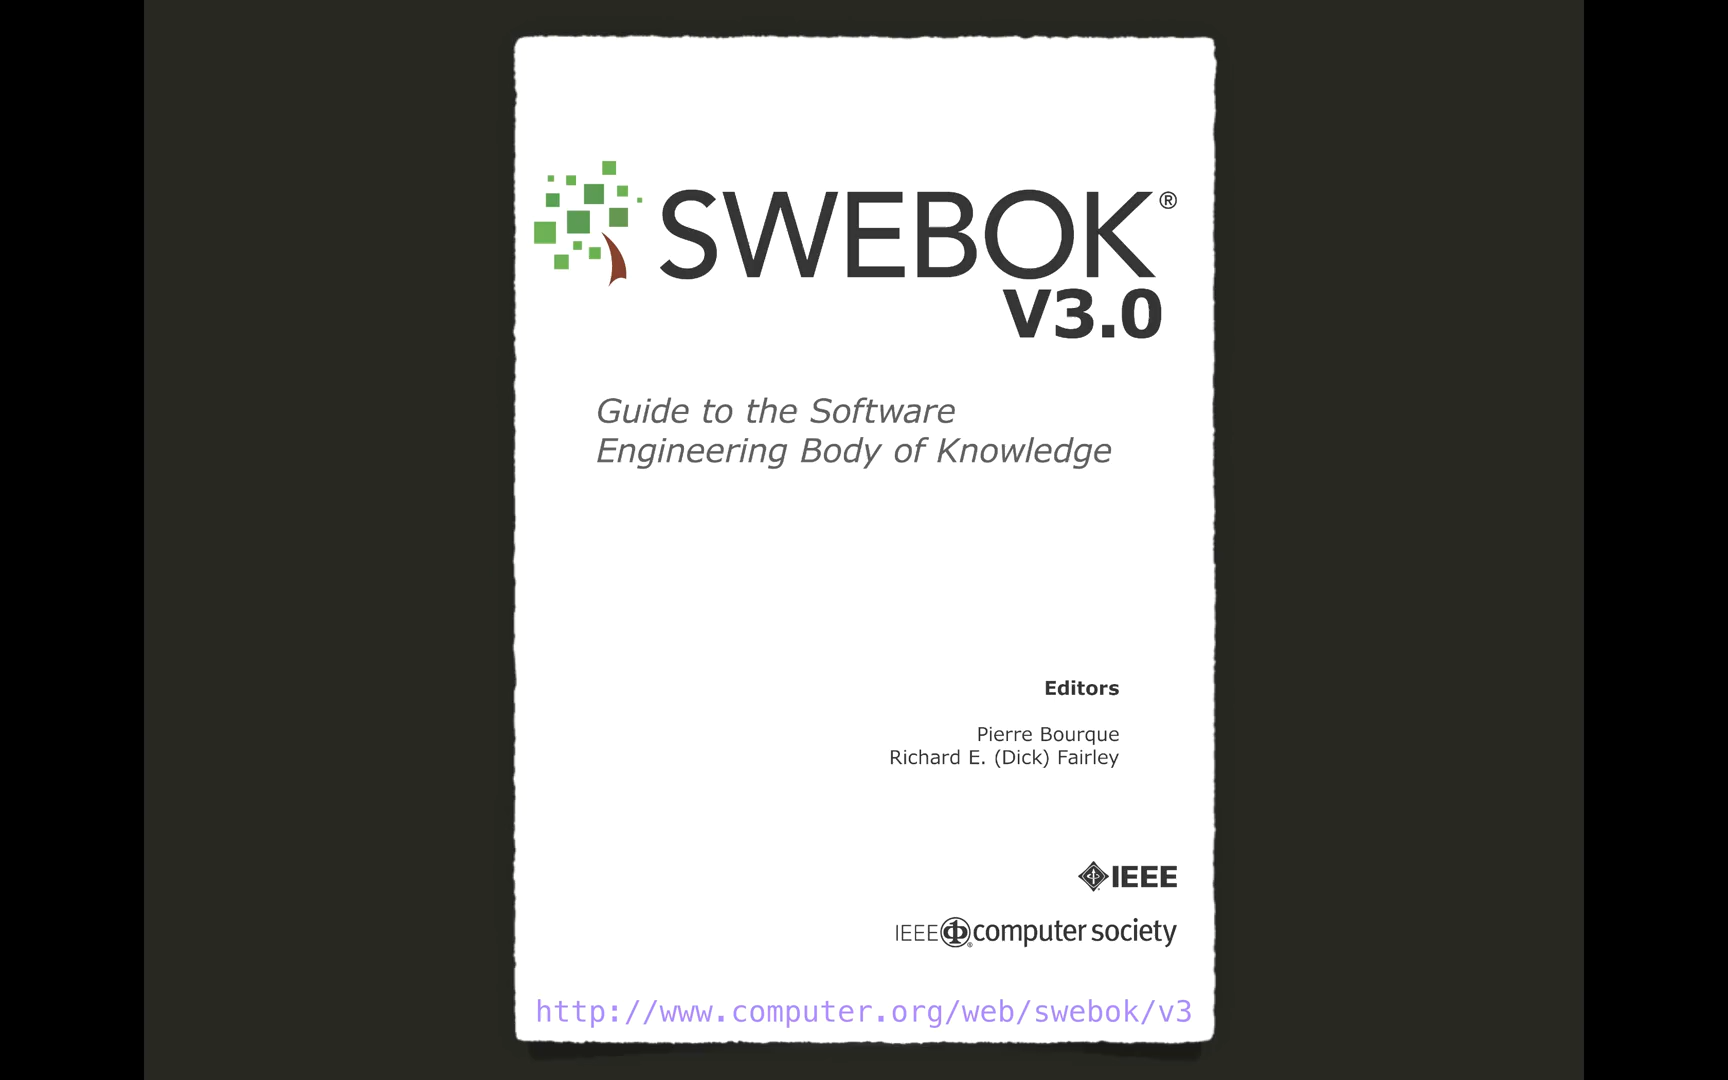 SWEBOK®
V3.0
Guide to the Software
Engineering Body of Knowledge
Editors
Pierre Bourque
Richard E. (Dick) Fairley
IEEE
IEEE computer society
http://www.computer.org/web/swebok/v3